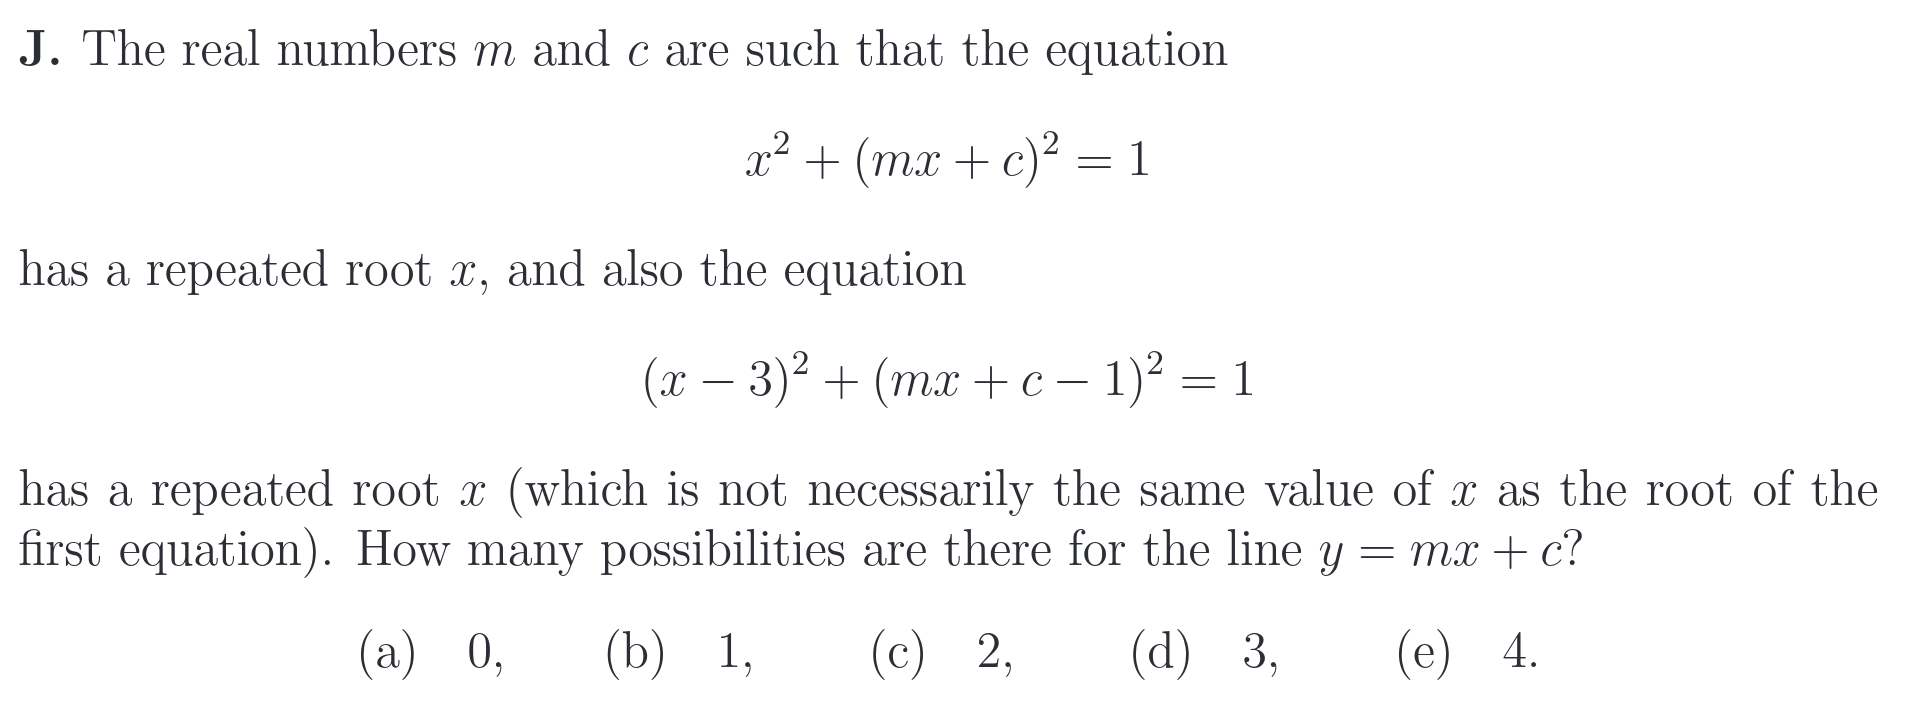 J. The real numbers m and c are such that the equation
x² + (mx + c)² = 1
has a repeated root x, and also the equation
(x − 3)² + (mx + c − 1)² = 1
has a repeated root x (which is not necessarily the same value of x as the root of the
first equation). How many possibilities are there for the line y = mx + c?
(a) 0, (b) 1, (c) 2, (d) 3, (e) 4.